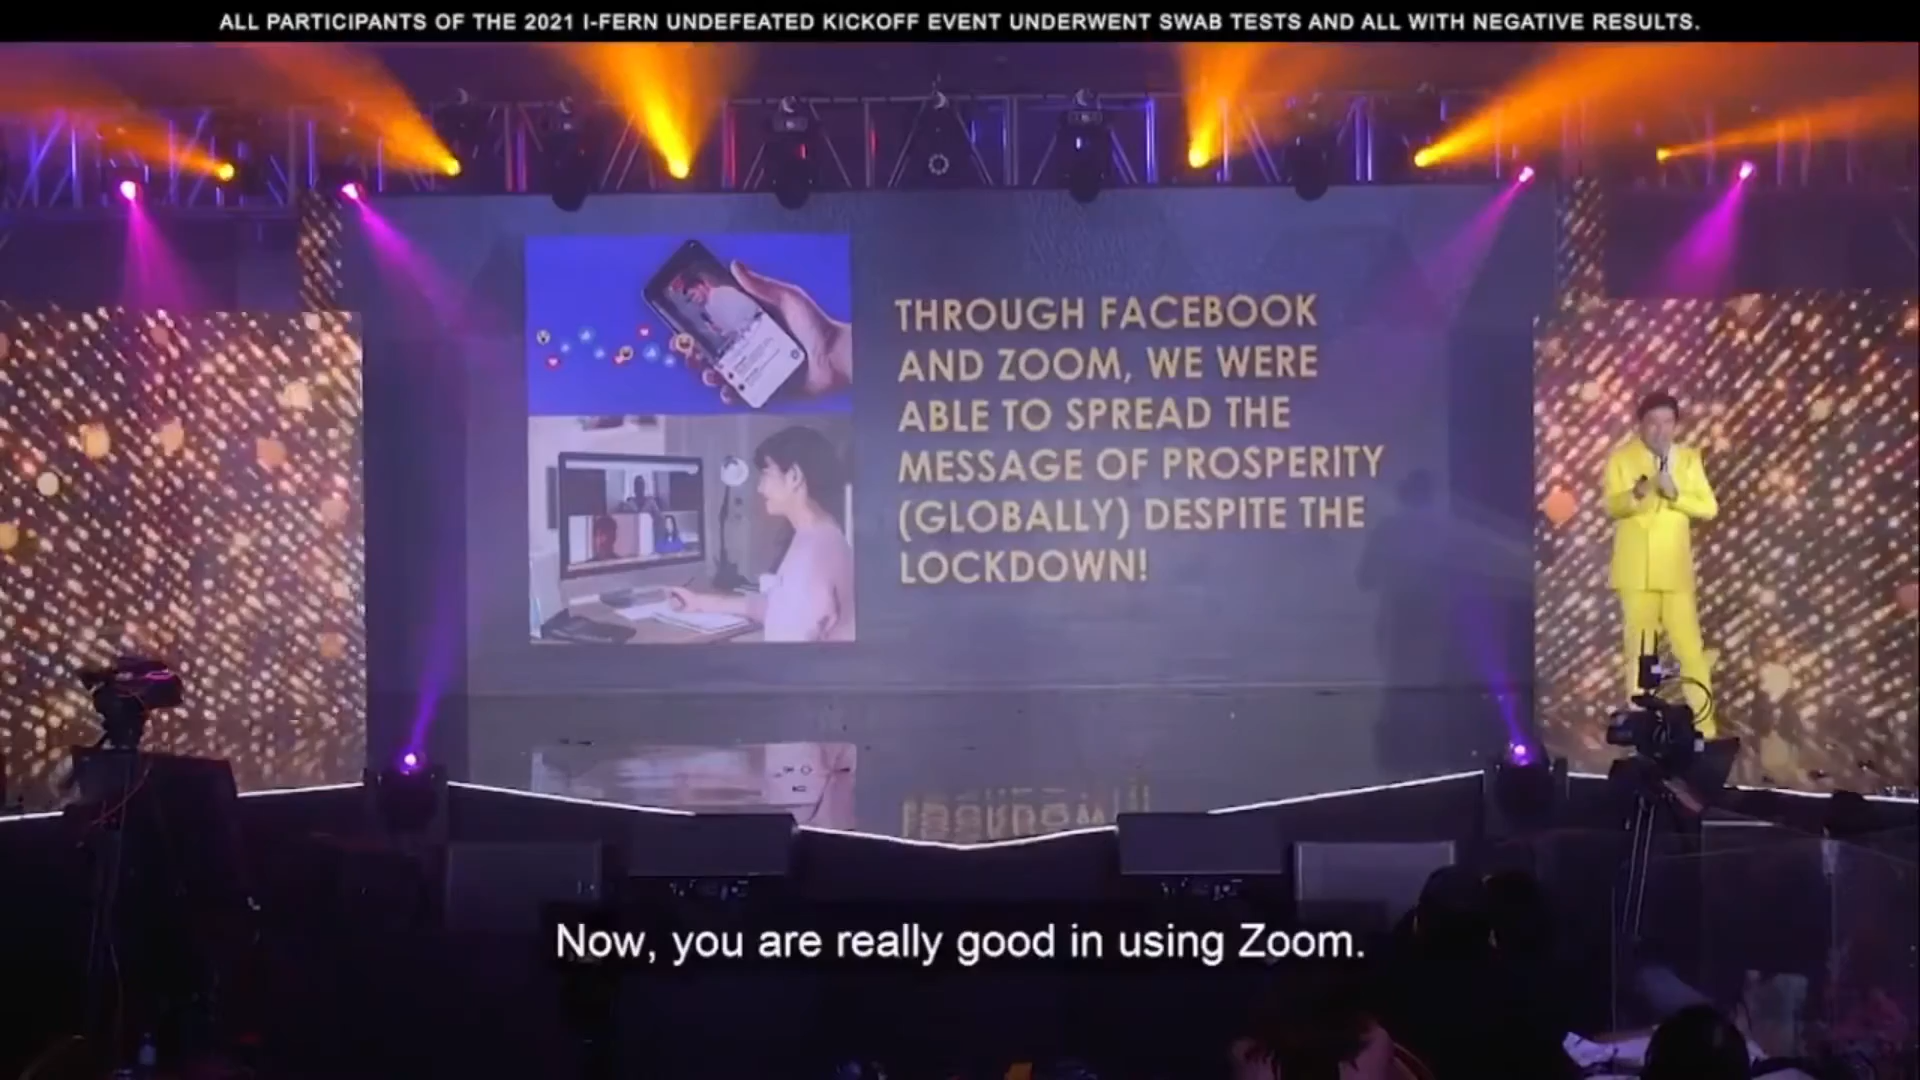 ALL PARTICIPANTS OF THE 2021 I-FERN UNDEFEATED KICKOFF EVENT UNDERWENT SWAB TESTS AND ALL WITH NEGATIVE RESULTS.
THROUGH FACEBOOK
AND ZOOM, WE WERE
ABLE TO SPREAD THE
MESSAGE OF PROSPERITY
(GLOBALLY) DESPITE THE
LOCKDOWN!
Now, you are really good in using Zoom.